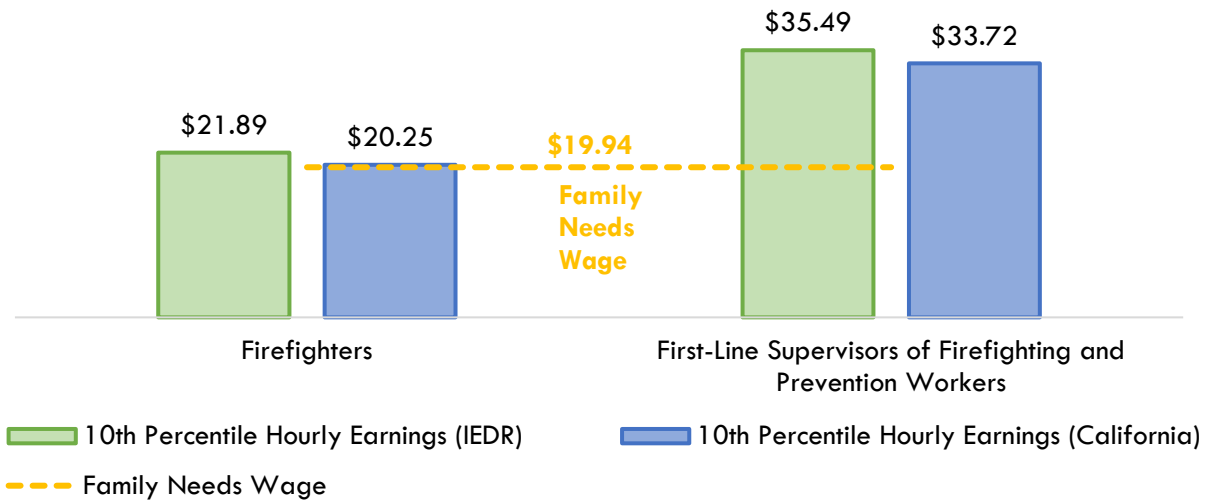 $35.49
$33.72
$21.89
$20.25
$19.94
Family
Needs
Wage
Firefighters
First-Line Supervisors of Firefighting and
Prevention Workers
10th Percentile Hourly Earnings (IEDR)
10th Percentile Hourly Earnings (California)
Family Needs Wage